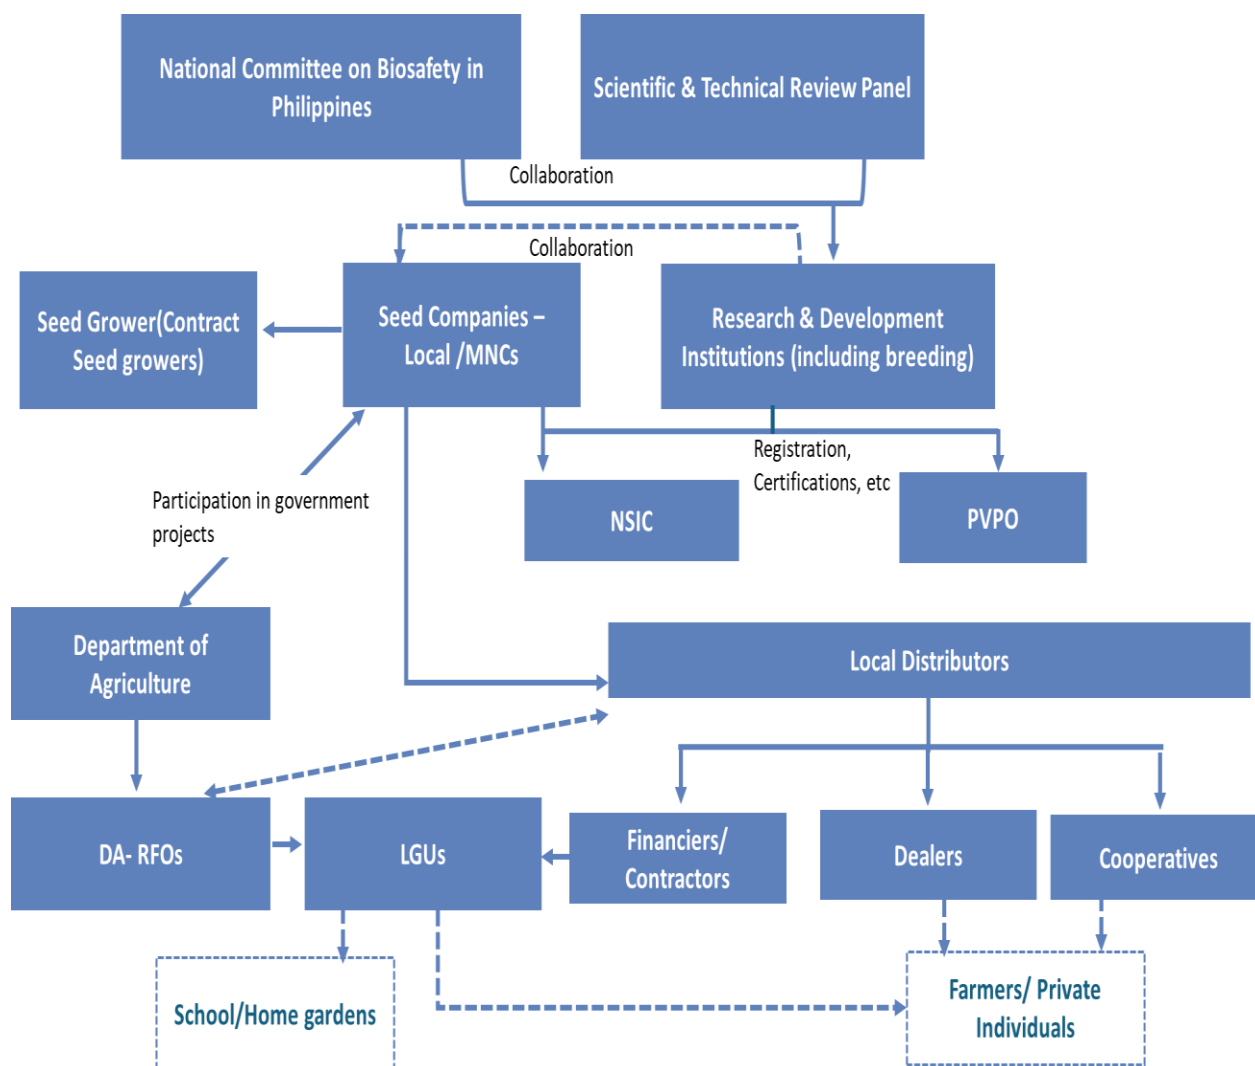 National Committee on Biosafety in
Philippines
Scientific & Technical Review Panel
Collaboration
Collaboration
Seed Grower(Contract
Seed growers)
Seed Companies –
Local /MNCs
Research & Development
Institutions (including breeding)
Registration,
Certifications, etc
Participation in government
projects
NSIC
PVPO
Department of
Agriculture
Local Distributors
DA- RFOs
LGUs
Financiers/
Contractors
Dealers
Cooperatives
School/Home gardens
Farmers/ Private
Individuals